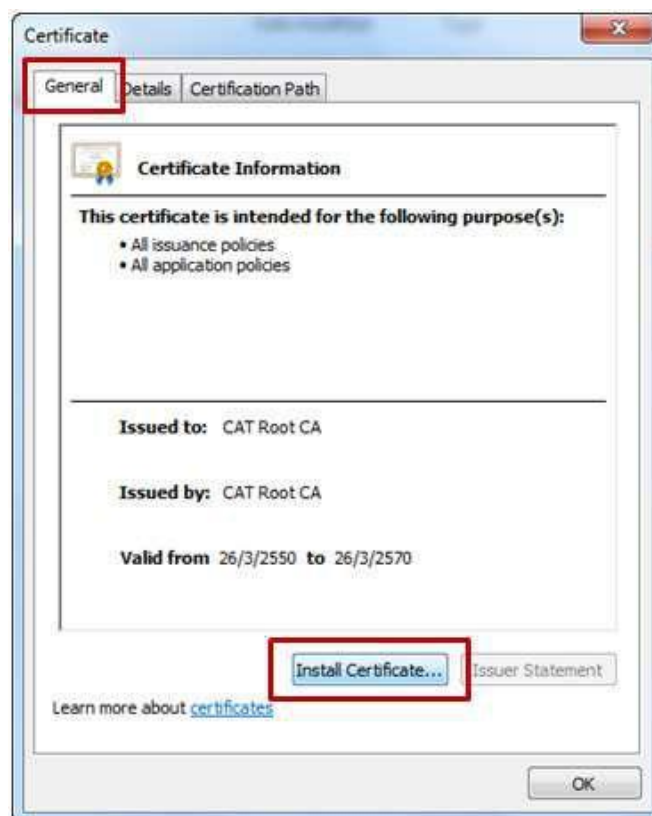 Certificate
General Details Certification Path
Certificate Information
This certificate is intended for the following purpose(s):
• All issuance policies
• All application policies
Issued to: CAT Root CA
Issued by: CAT Root CA
Valid from 26/3/2550 to 26/3/2570
Install Certificate... Issuer Statement
Learn more about certificates
OK